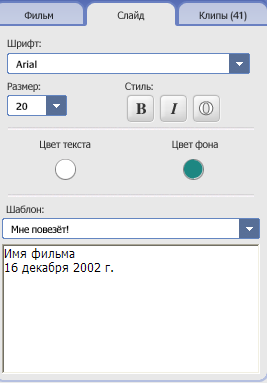 Фильм Слайд Клипы (41)
Шрифт:
Arial
Размер: Стиль:
20 B I
Цвет текста Цвет фона
Шаблон:
Мне повезёт!
Имя фильма
16 декабря 2002 г.